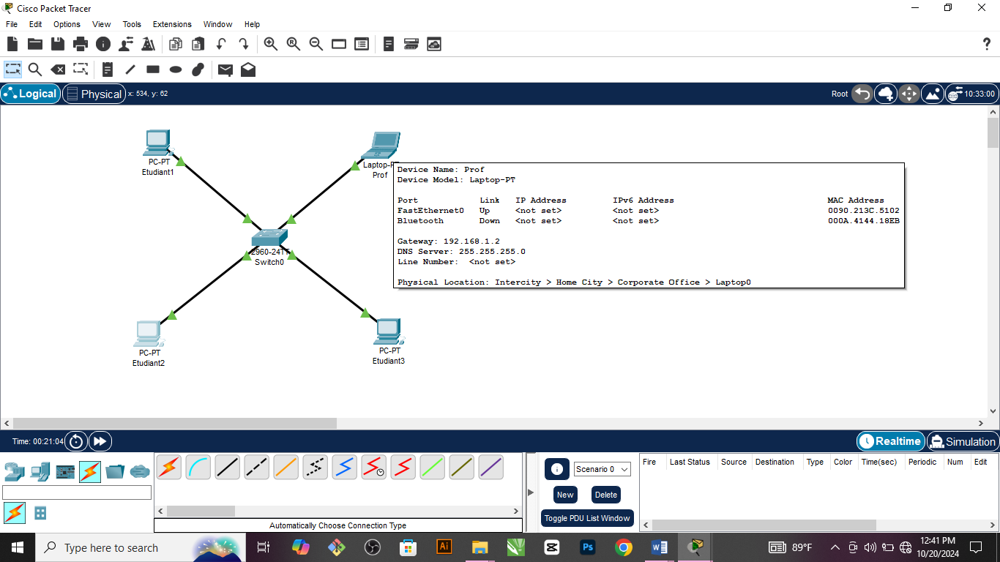 Cisco Packet Tracer
File Edit Options View Tools Extensions Window Help
Logical Physical x: 534, y: 62 Root 10:33:00
PC-PT
Etudiant1
Laptop-P
Prof
Device Name: Prof
Device Model: Laptop-PT
Port Link IP Address IPv6 Address MAC Address
FastEthernet0 Up <not set> <not set> 0090.213C.5102
Bluetooth Down <not set> <not set> 000A.4144.18EB
Gateway: 192.168.1.2
DNS Server: 255.255.255.0
Line Number: <not set>
Physical Location: Intercity > Home City > Corporate Office > Laptop0
2960-24TT
Switch0
PC-PT
Etudiant2
PC-PT
Etudiant3
Time: 00:21:04 Realtime Simulation
Scenario 0
New Delete
Toggle PDU List Window
Fire Last Status Source Destination Type Color Time(sec) Periodic Num Edit
Automatically Choose Connection Type
Type here to search
89°F
12:41 PM
10/20/2024